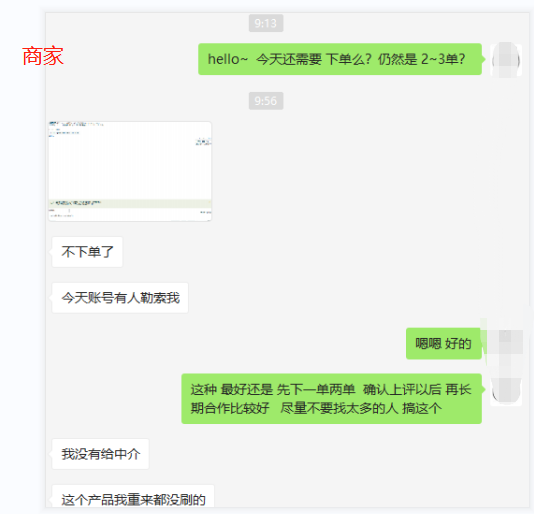 9:13
商家
hello~ 今天还需要 下单么？仍然是 2~3单？
9:56
不下单了
今天账号有人勒索我
嗯嗯 好的
这种 最好还是 先下一单两单 确认上评以后 再长
期合作比较好 尽量不要找太多的人 搞这个
我没有给中介
这个产品我重来都没刷的